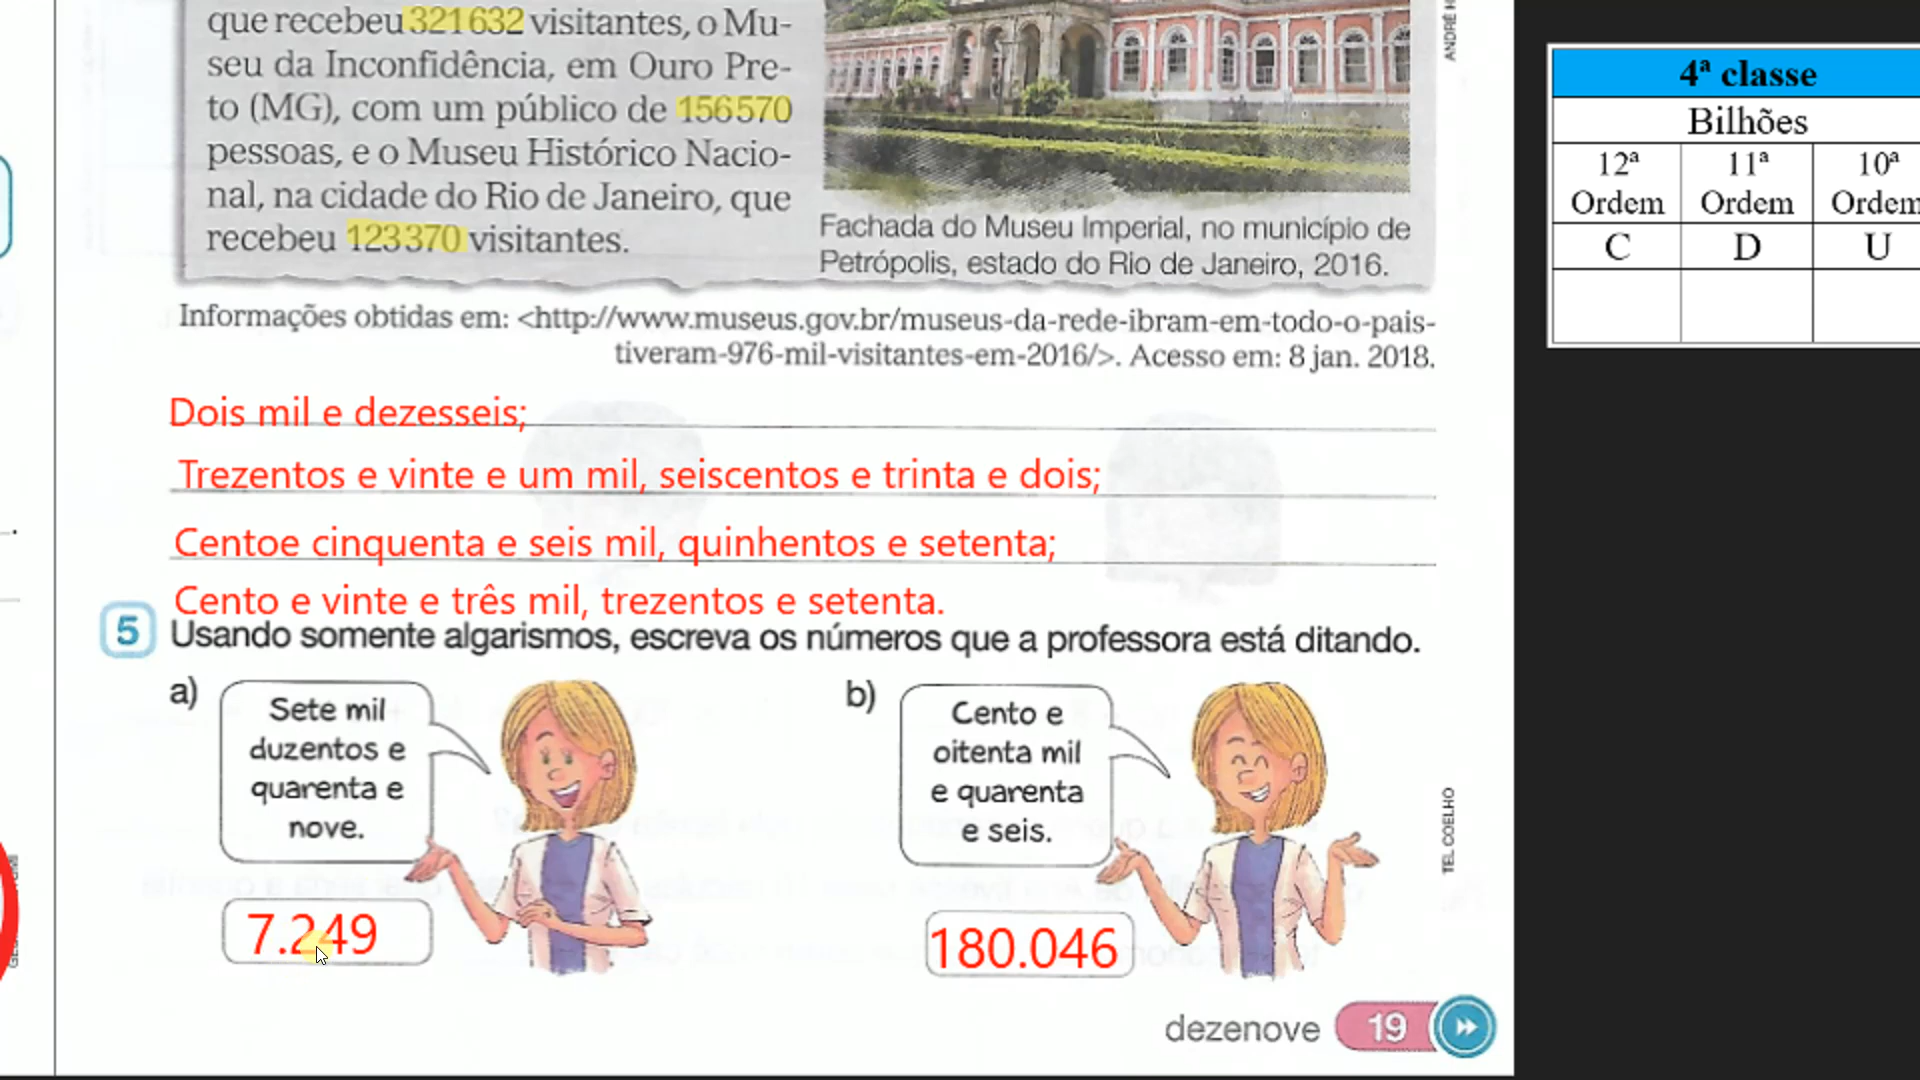 que recebeu 321632 visitantes, o Mu-
seu da Inconfidência, em Ouro Pre-
to (MG), com um público de 156570
pessoas, e o Museu Histórico Nacio-
nal, na cidade do Rio de Janeiro, que
recebeu 123370 visitantes.
Fachada do Museu Imperial, no município de
Petrópolis, estado do Rio de Janeiro, 2016.
Informações obtidas em: <http://www.museus.gov.br/museus-da-rede-ibram-em-todo-o-pais-
tiveram-976-mil-visitantes-em-2016/>. Acesso em: 8 jan. 2018.
Dois mil e dezesseis;
Trezentos e vinte e um mil, seiscentos e trinta e dois;
Centoe cinquenta e seis mil, quinhentos e setenta;
Cento e vinte e três mil, trezentos e setenta.
5 Usando somente algarismos, escreva os números que a professora está ditando.
a)
Sete mil
duzentos e
quarenta e
nove.
7.249
b)
Cento e
oitenta mil
e quarenta
e seis.
180.046
TEL COELHO
dezenove 19
4ª classe
Bilhões
12ª Ordem 11ª Ordem 10ª Ordem
C D U